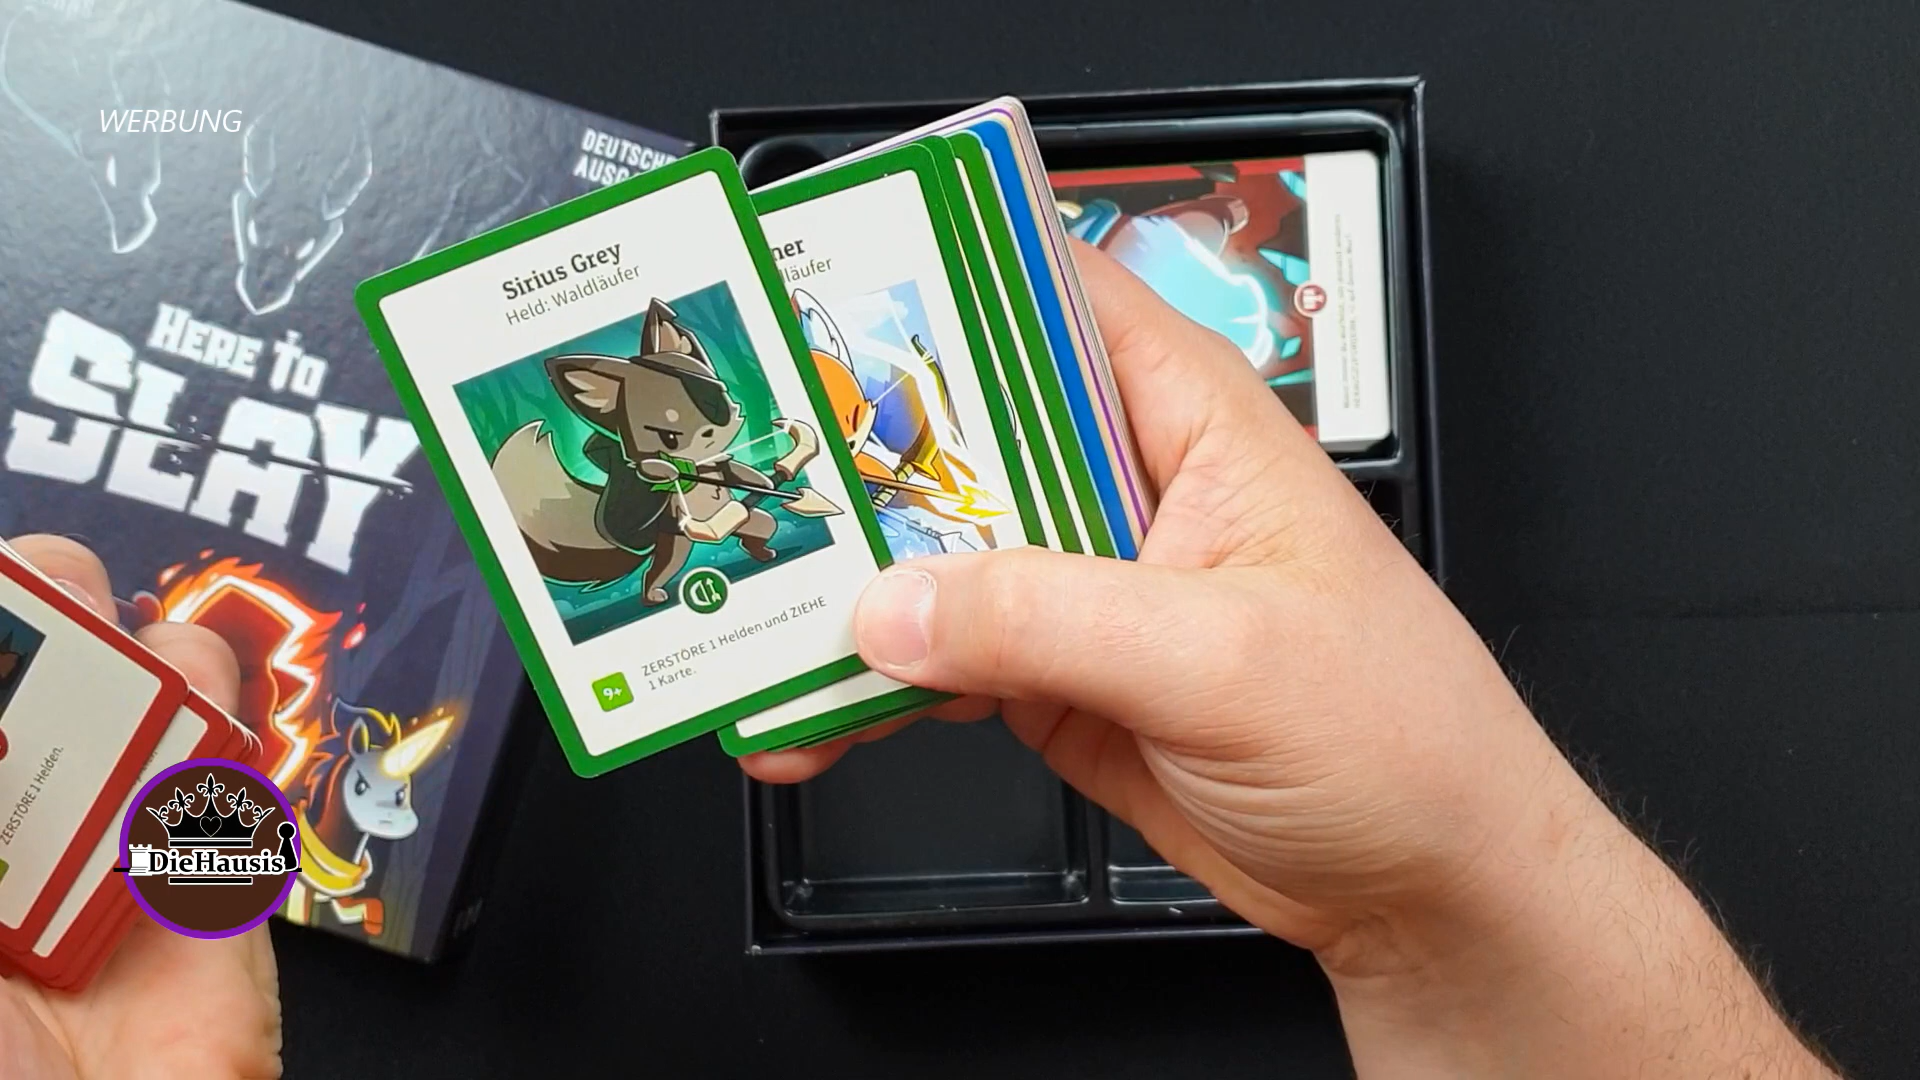 WERBUNG
DEUTSCHE
HERE TO
SLAY
Sirius Grey
Held: Waldläufer
ZERSTÖRE 1 Helden und ZIEHE
1 Karte.
9+
ner
läufer
ZERSTÖRE 1 Helden.
DieHausis